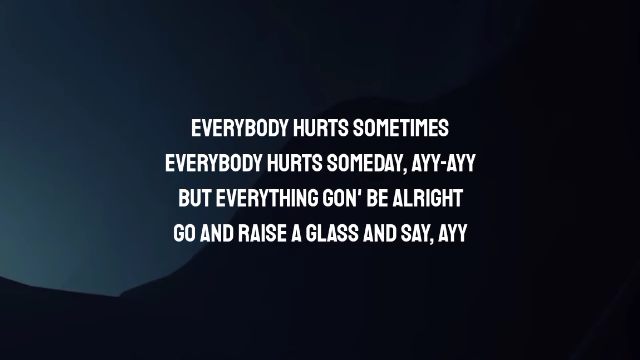 EVERYBODY HURTS SOMETIMES
EVERYBODY HURTS SOMEDAY, AYY-AYY
BUT EVERYTHING GON' BE ALRIGHT
GO AND RAISE A GLASS AND SAY, AYY